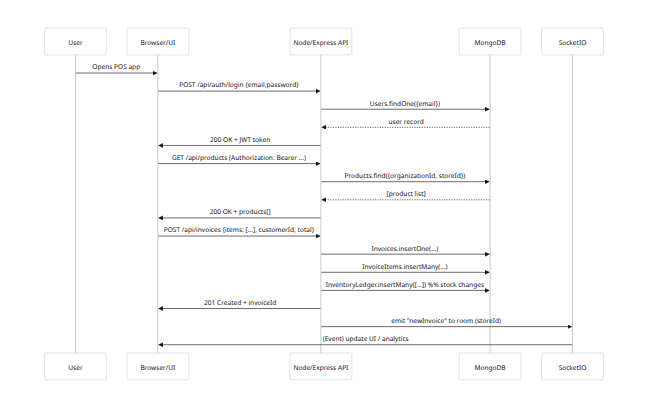 User Browser/UI Node/Express API MongoDB SocketIO
Opens POS app
POST /api/auth/login {email,password}
Users.findOne({email})
user record
200 OK + JWT token
GET /api/products (Authorization: Bearer ...)
Products.find({organizationId, storeId})
[product list]
200 OK + products[]
POST /api/invoices {items: [...], customerId, total}
Invoices.insertOne(...)
InvoiceItems.insertMany(...)
InventoryLedger.insertMany([...]) %% stock changes
201 Created + invoiceId
emit "newInvoice" to room (storeId)
(Event) update UI / analytics
User Browser/UI Node/Express API MongoDB SocketIO